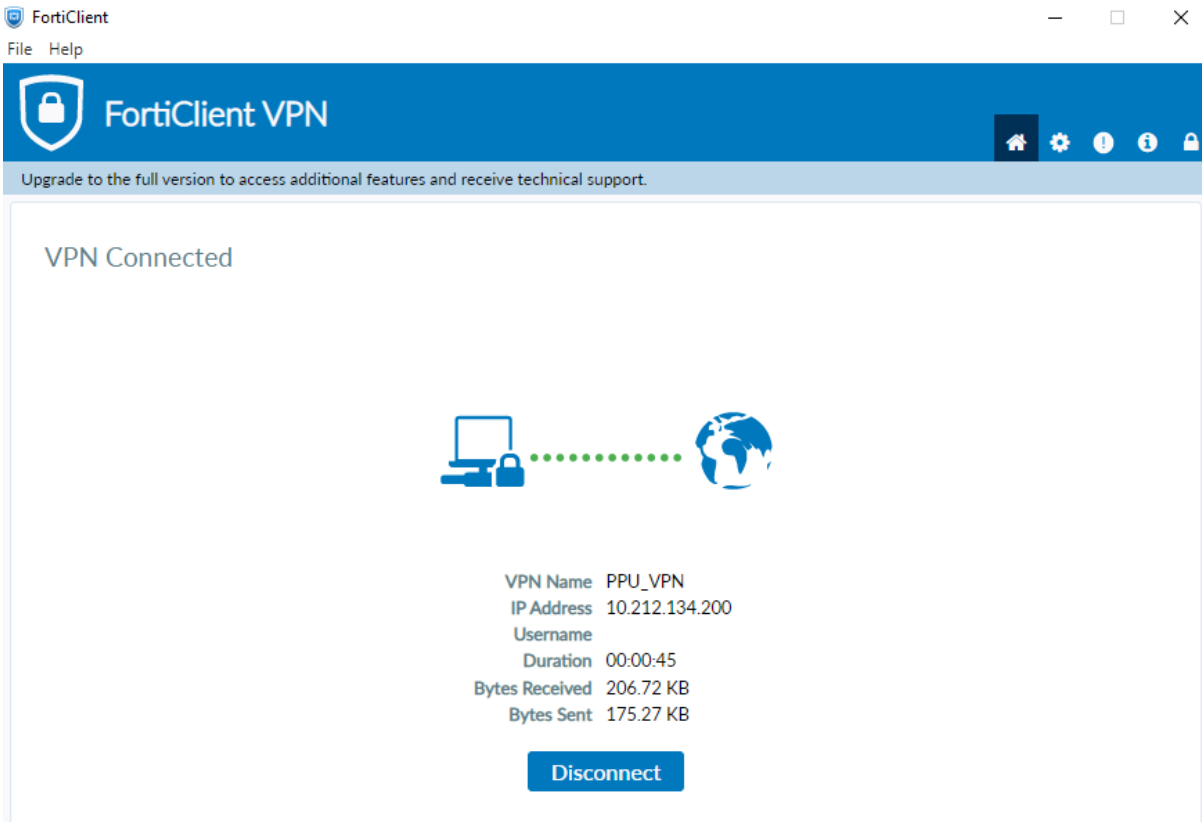 FortiClient
File Help
FortiClient VPN
Upgrade to the full version to access additional features and receive technical support.
VPN Connected
VPN Name PPU_VPN
IP Address 10.212.134.200
Username
Duration 00:00:45
Bytes Received 206.72 KB
Bytes Sent 175.27 KB
Disconnect